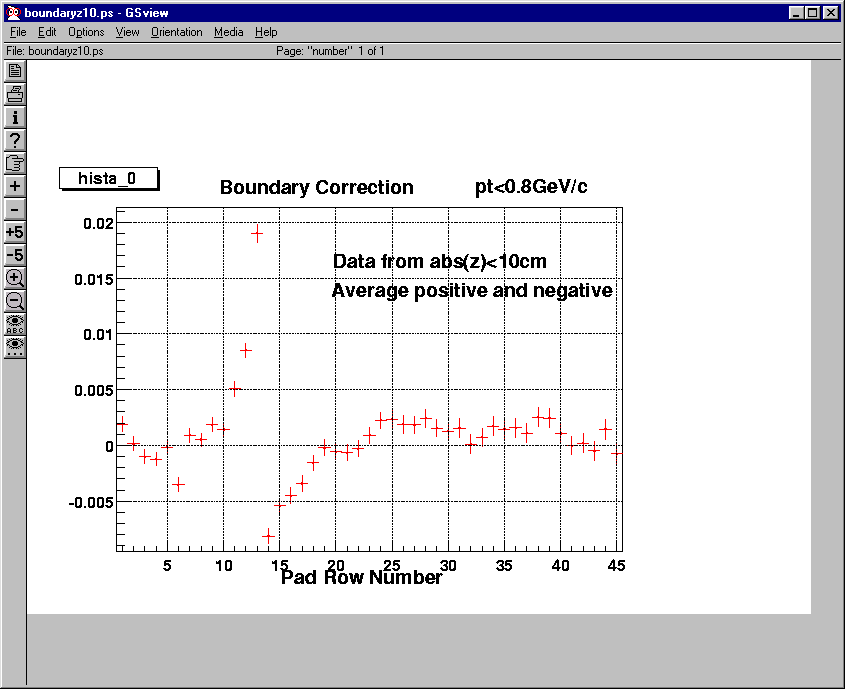 boundaryz10.ps - GSview
File Edit Options View Orientation Media Help
File: boundaryz10.ps Page: "number" 1 of 1
i
?
+
-
+5
-5
ABC
hista_0
Boundary Correction pt<0.8GeV/c
Data from abs(z)<10cm
Average positive and negative
0.02
0.015
0.01
0.005
0
-0.005
5 10 15 20 25 30 35 40 45
Pad Row Number